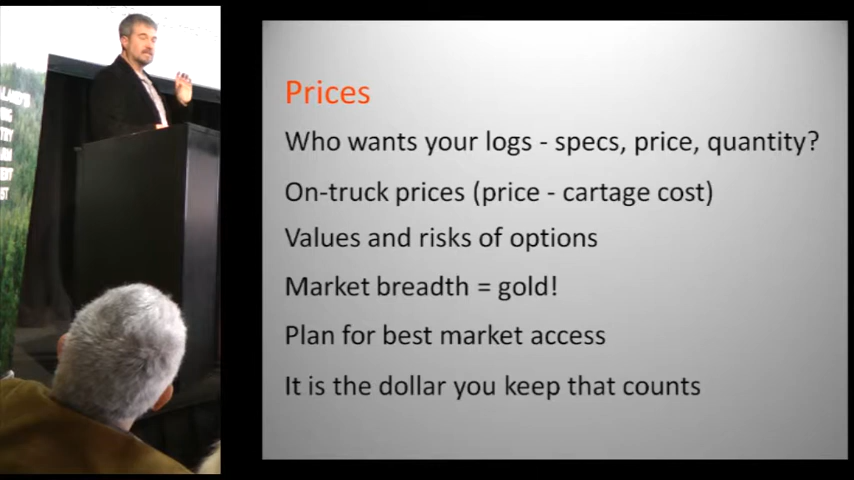 Prices
Who wants your logs - specs, price, quantity?
On-truck prices (price - cartage cost)
Values and risks of options
Market breadth = gold!
Plan for best market access
It is the dollar you keep that counts